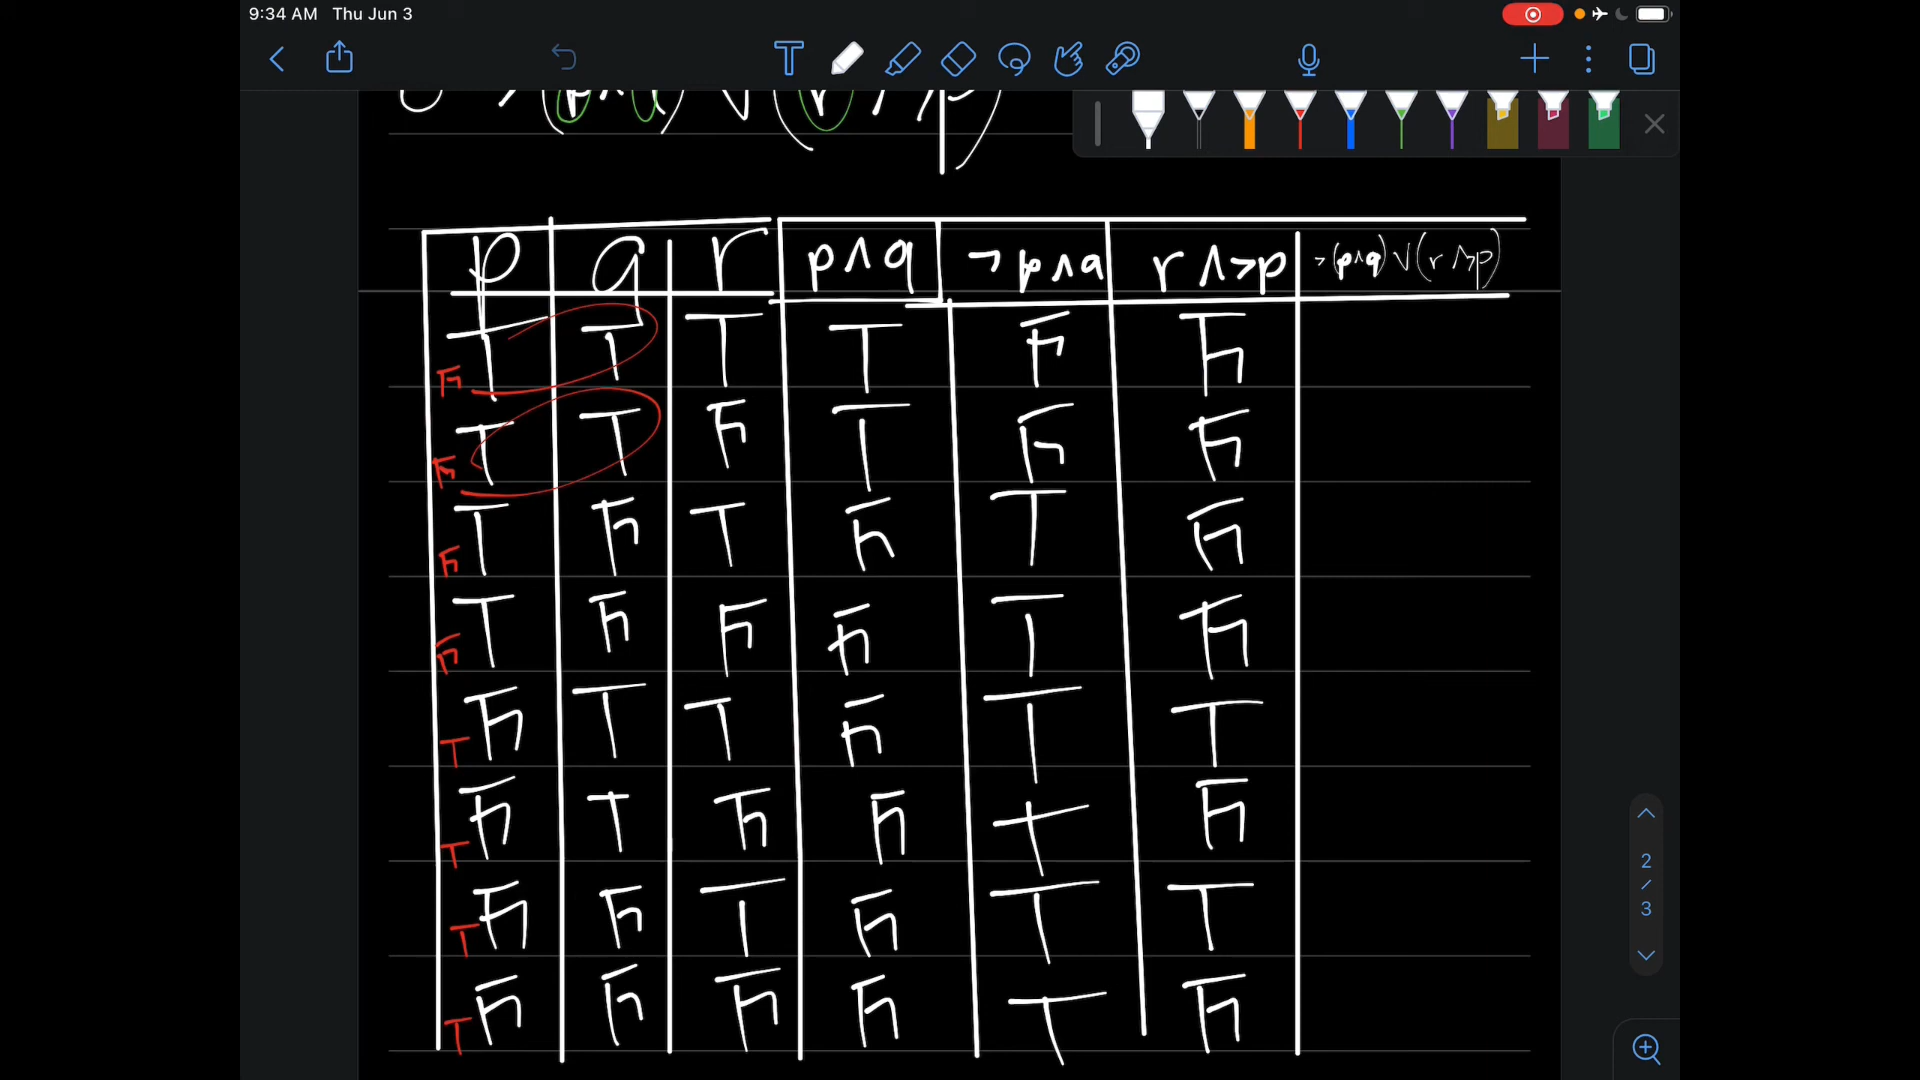 9:34 AM Thu Jun 3
p q r p∧q ¬p∧q r∧¬p ¬(p∧q)∨(r∧¬p)
T T T T F F
F
T T F T F F
F
T F T F T F
F
T F F F T F
F
F T T F T T
T
F T F F T F
T
F F T F T T
T
F F F F T F
T
2
/
3